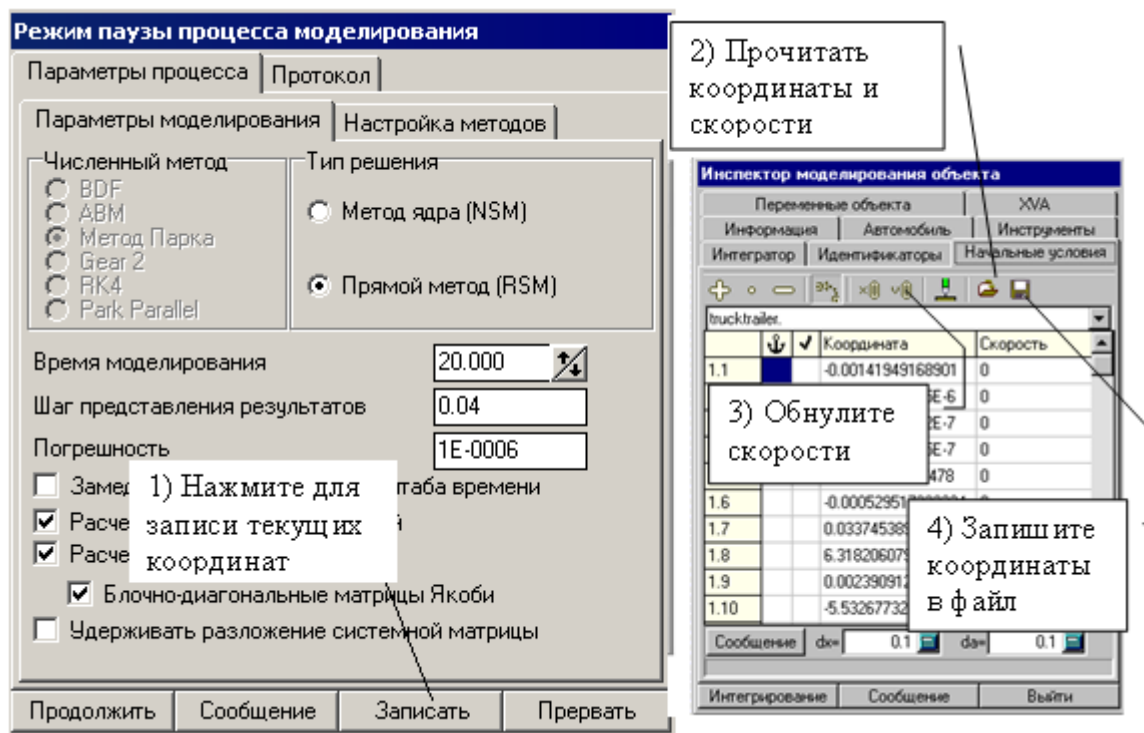 Режим паузы процесса моделирования
Параметры процесса Протокол
Параметры моделирования Настройка методов
Численный метод
BDF
ABM
Метод Парка
Gear 2
RK4
Park Parallel
Тип решения
Метод ядра (NSM)
Прямой метод (RSM)
Время моделирования 20.000
Шаг представления результатов 0.04
Погрешность 1E-0006
1) Нажмите для
записи текущих
координат
Блочно-диагональные матрицы Якоби
Удерживать разложение системной матрицы
Продолжить Сообщение Записать Прервать
2) Прочитать
координаты и
скорости
Инспектор моделирования объекта
Переменные объекта XVA
Информация Автомобиль Инструменты
Интегратор Идентификаторы Начальные условия
trucktrailer.
Координата Скорость
1.1 -0.00141949168901 0
0
0
0
0
3) Обнулите
скорости
1.6
1.7
1.8
1.9
1.10
4) Запишите
координаты
в файл
Сообщение dx= 0.1 da= 0.1
Интегрирование Сообщение Выйти